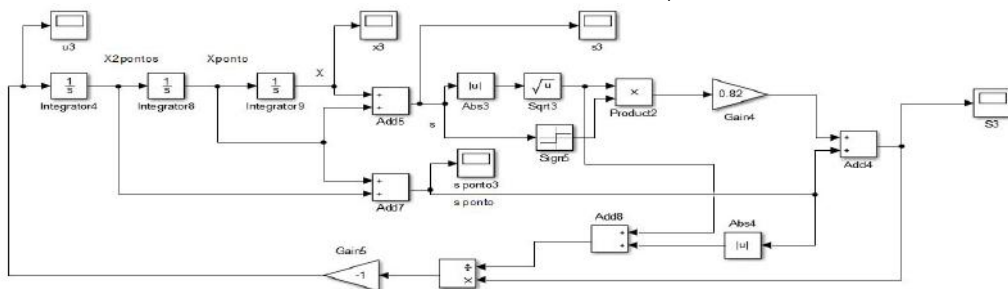 u3
x3
s3
X2pontos
Xponto
X
1
s
Integrator4
1
s
Integrator8
1
s
Integrator9
+
+
Add5
s
|u|
Abs3
√u
Sqrt3
×
Product2
0.82
Gain4
Sign5
S3
+
+
Add4
+
+
Add7
s ponto3
s ponto
Add8
+
+
Abs4
|u|
Gain5
-1
÷
×